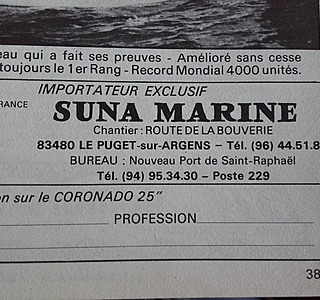 eau qui a fait ses preuves - Amélioré sans cesse
toujours le 1er Rang - Record Mondial 4000 unités.
IMPORTATEUR EXCLUSIF
FRANCE
SUNA MARINE
Chantier : ROUTE DE LA BOUVERIE
83480 LE PUGET-sur-ARGENS – Tél. (96) 44.51.8
BUREAU : Nouveau Port de Saint-Raphaël
Tél. (94) 95.34.30 – Poste 229
on sur le CORONADO 25"
PROFESSION
38